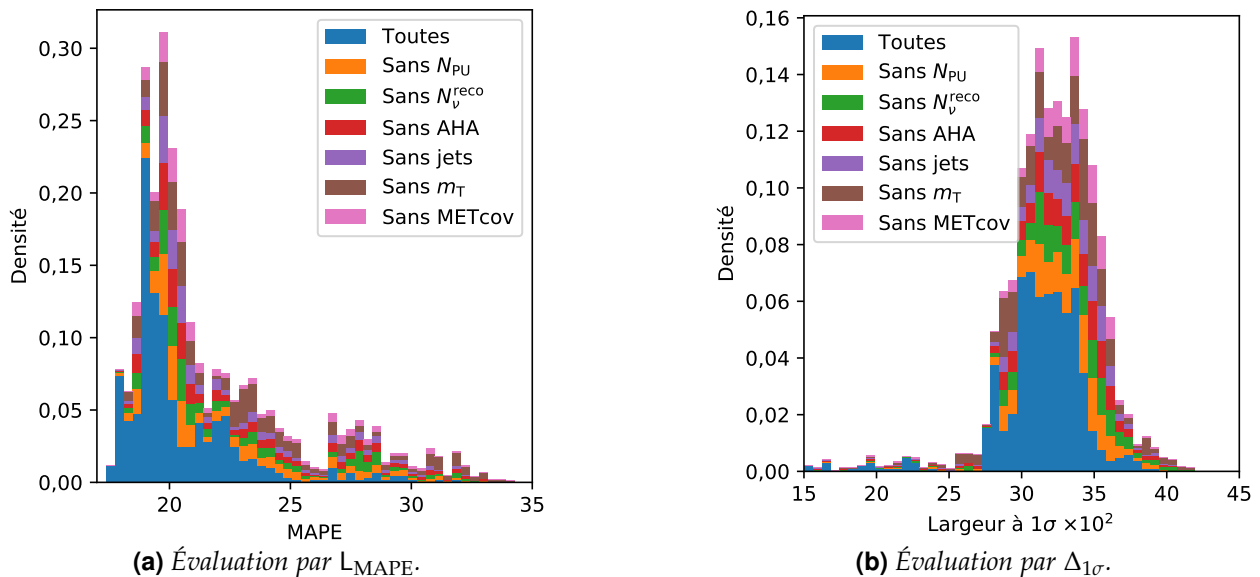 0,30
0,25
0,20
0,15
0,10
0,05
0,00
Densité
20
25
30
35
MAPE
Toutes
Sans N_PU
Sans N_ν^reco
Sans AHA
Sans jets
Sans m_T
Sans METcov
(a) Évaluation par L_MAPE.
0,16
0,14
0,12
0,10
0,08
0,06
0,04
0,02
0,00
Densité
15
20
25
30
35
40
45
Largeur à 1σ ×10²
Toutes
Sans N_PU
Sans N_ν^reco
Sans AHA
Sans jets
Sans m_T
Sans METcov
(b) Évaluation par Δ_1σ.